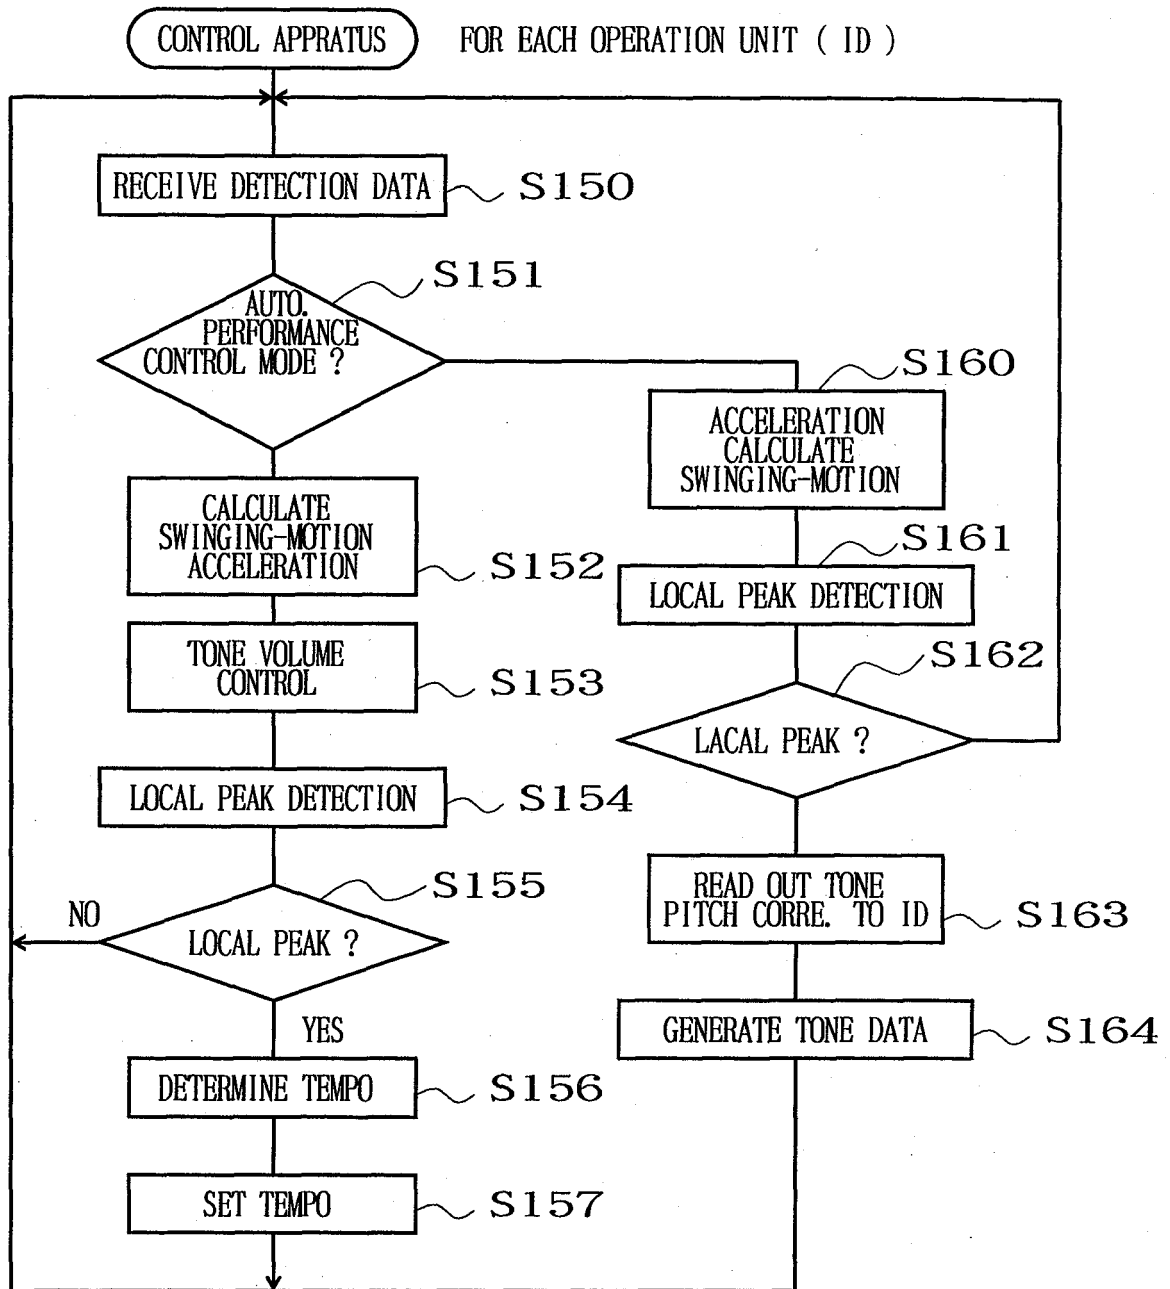 CONTROL APPRATUS
FOR EACH OPERATION UNIT ( ID )
RECEIVE DETECTION DATA
S150
S151
AUTO.
PERFORMANCE
CONTROL MODE ?
S160
ACCELERATION
CALCULATE
SWINGING-MOTION
CALCULATE
SWINGING-MOTION
ACCELERATION
S152
S161
LOCAL PEAK DETECTION
TONE VOLUME
CONTROL
S153
S162
LACAL PEAK ?
LOCAL PEAK DETECTION
S154
S155
NO
LOCAL PEAK ?
READ OUT TONE
PITCH CORRE. TO ID
S163
YES
GENERATE TONE DATA
S164
DETERMINE TEMPO
S156
SET TEMPO
S157